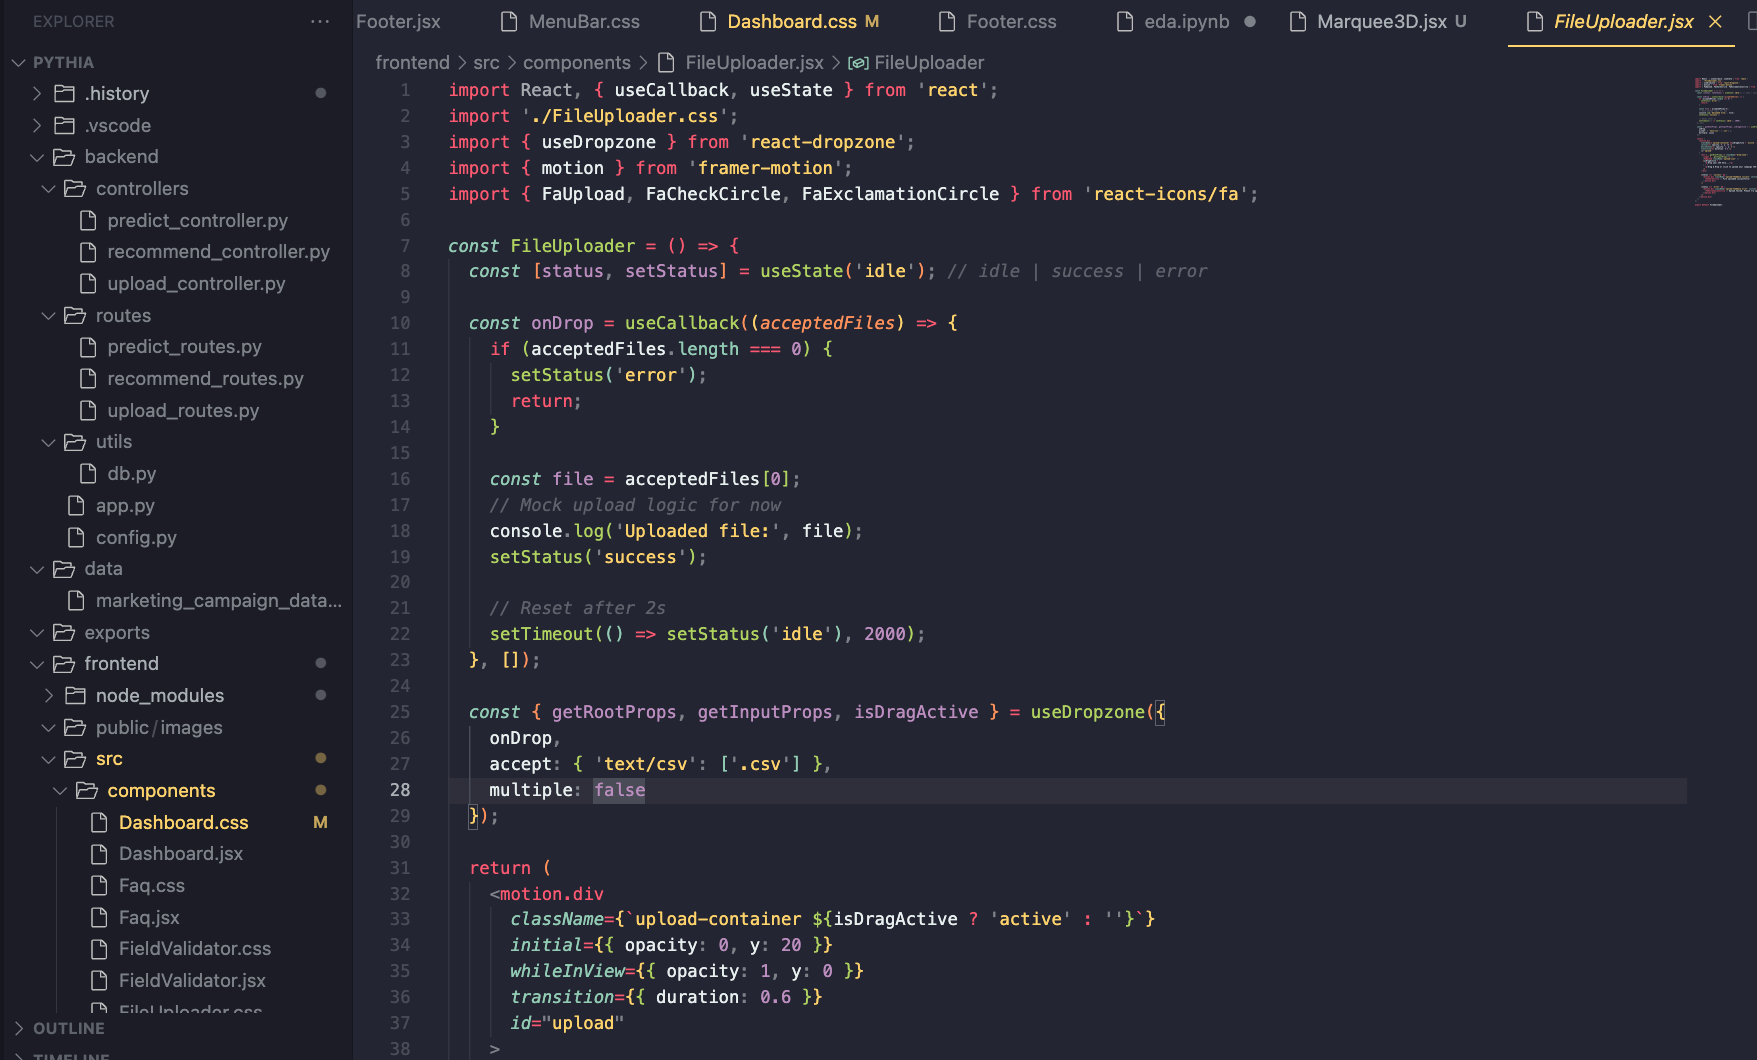 EXPLORER
PYTHIA
.history
.vscode
backend
controllers
predict_controller.py
recommend_controller.py
upload_controller.py
routes
predict_routes.py
recommend_routes.py
upload_routes.py
utils
db.py
app.py
config.py
data
marketing_campaign_data...
exports
frontend
node_modules
public/images
src
components
Dashboard.css M
Dashboard.jsx
Faq.css
Faq.jsx
FieldValidator.css
FieldValidator.jsx
FileUploader.css
OUTLINE
TIMELINE
Footer.jsx MenuBar.css Dashboard.css M Footer.css eda.ipynb Marquee3D.jsx U FileUploader.jsx
frontend > src > components > FileUploader.jsx > FileUploader
1 import React, { useCallback, useState } from 'react';
2 import './FileUploader.css';
3 import { useDropzone } from 'react-dropzone';
4 import { motion } from 'framer-motion';
5 import { FaUpload, FaCheckCircle, FaExclamationCircle } from 'react-icons/fa';
6
7 const FileUploader = () => {
8 const [status, setStatus] = useState('idle'); // idle | success | error
9
10 const onDrop = useCallback((acceptedFiles) => {
11 if (acceptedFiles.length === 0) {
12 setStatus('error');
13 return;
14 }
15
16 const file = acceptedFiles[0];
17 // Mock upload logic for now
18 console.log('Uploaded file:', file);
19 setStatus('success');
20
21 // Reset after 2s
22 setTimeout(() => setStatus('idle'), 2000);
23 }, []);
24
25 const { getRootProps, getInputProps, isDragActive } = useDropzone({
26 onDrop,
27 accept: { 'text/csv': ['.csv'] },
28 multiple: false
29 });
30
31 return (
32 <motion.div
33 className={`upload-container ${isDragActive ? 'active' : ''}`}
34 initial={{ opacity: 0, y: 20 }}
35 whileInView={{ opacity: 1, y: 0 }}
36 transition={{ duration: 0.6 }}
37 id="upload"
38 >